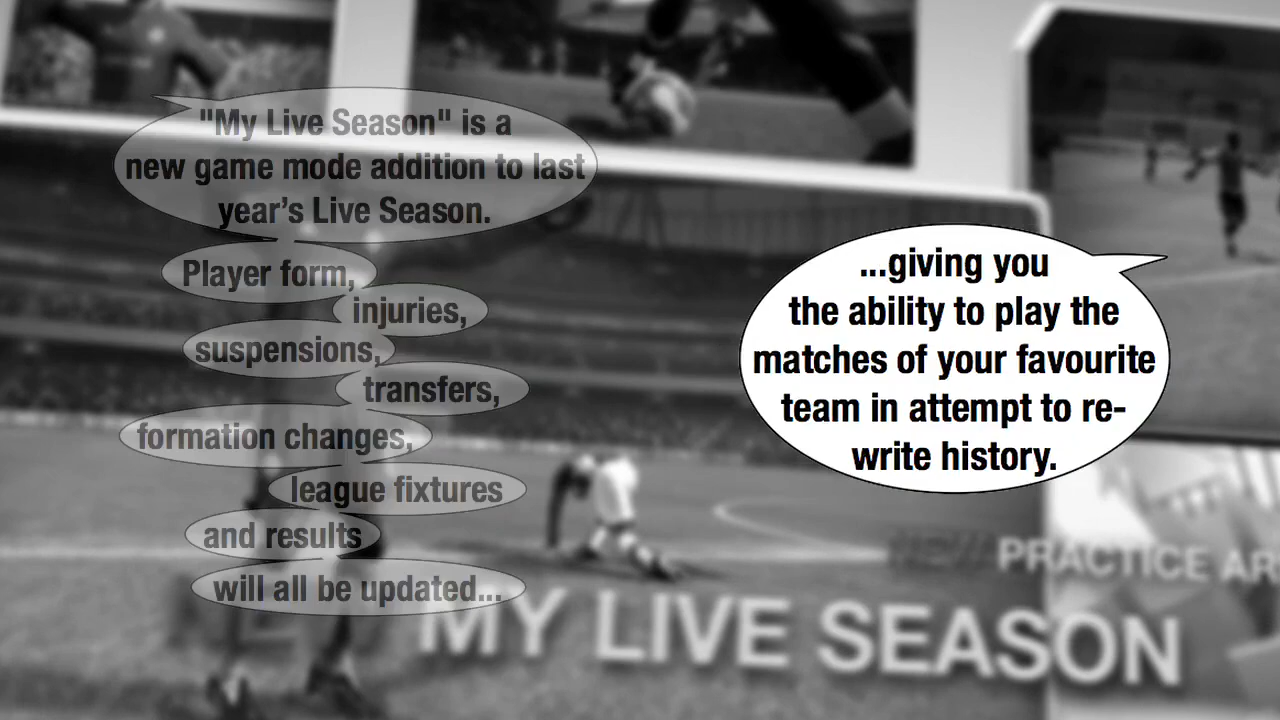 "My Live Season" is a
new game mode addition to last
year's Live Season.
Player form,
injuries,
suspensions,
transfers,
formation changes,
league fixtures
and results
will all be updated...
...giving you
the ability to play the
matches of your favourite
team in attempt to re-
write history.
PRACTICE AR
MY LIVE SEASON